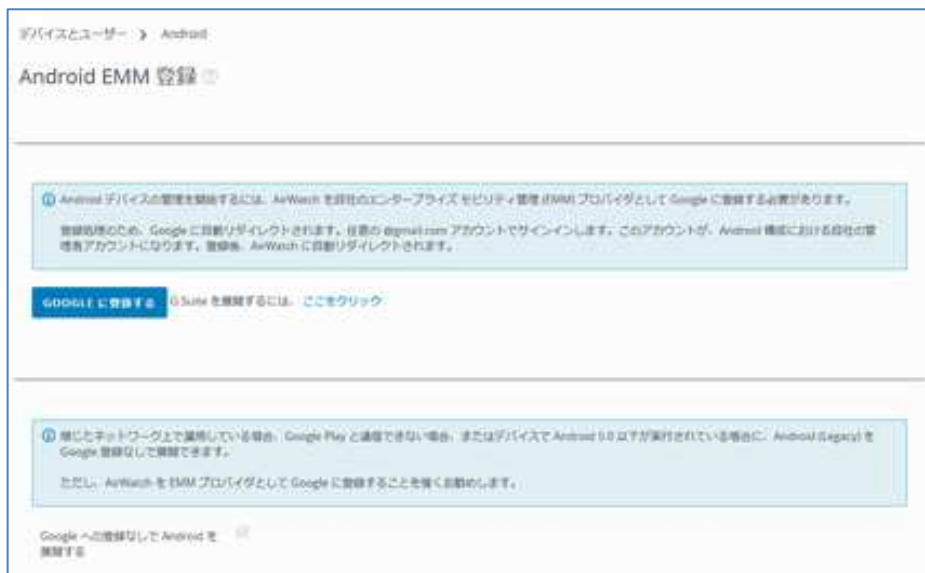 デバイスとユーザー > Android
Android EMM 登録
Android デバイスの管理を開始するには、AirWatch を自社のエンタープライズ モビリティ管理 (EMM) プロバイダとして Google に登録する必要があります。
登録処理のため、Google に自動リダイレクトされます。任意の @gmail.com アカウントでサインインします。このアカウントが、Android 構成における自社の管
理者アカウントになります。登録後、AirWatch に自動リダイレクトされます。
GOOGLE に登録する G Suite を展開するには、ここをクリック
閉じたネットワーク上で運用している場合、Google Play と通信できない場合、またはデバイスで Android 5.0 以下が実行されている場合に、Android (Legacy) を
Google 登録なしで展開できます。
ただし、AirWatch を EMM プロバイダとして Google に登録することを強くお勧めします。
Google への登録なしで Android を
展開する